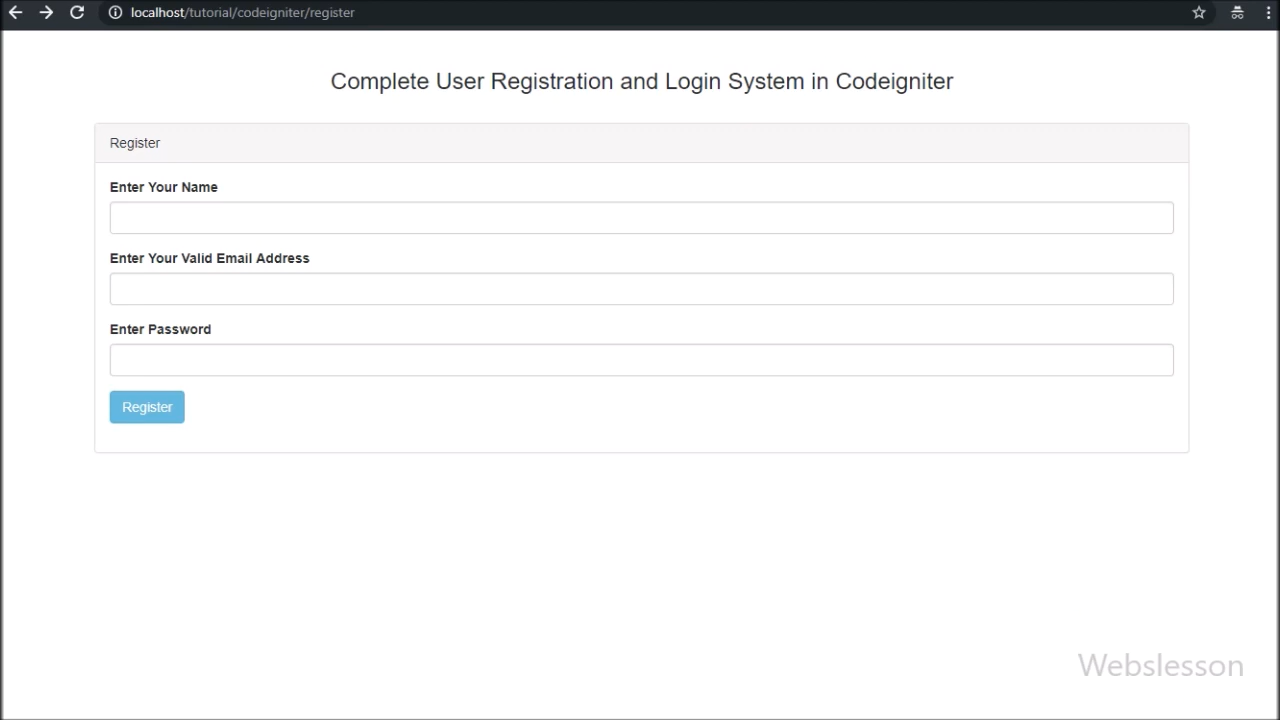 localhost/tutorial/codeigniter/register
Complete User Registration and Login System in Codeigniter
Register
Enter Your Name
Enter Your Valid Email Address
Enter Password
Register
Webslesson